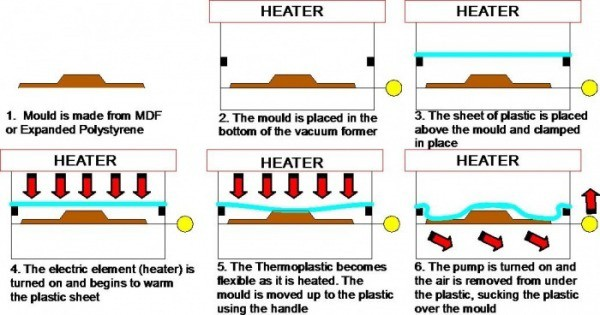 HEATER
HEATER
1. Mould is made from MDF
or Expanded Polystyrene
2. The mould is placed in the
bottom of the vacuum former
3. The sheet of plastic is placed
above the mould and clamped
in place
HEATER
HEATER
HEATER
4. The electric element (heater) is
turned on and begins to warm
the plastic sheet
5. The Thermoplastic becomes
flexible as it is heated. The
mould is moved up to the plastic
using the handle
6. The pump is turned on and
the air is removed from under
the plastic, sucking the plastic
over the mould